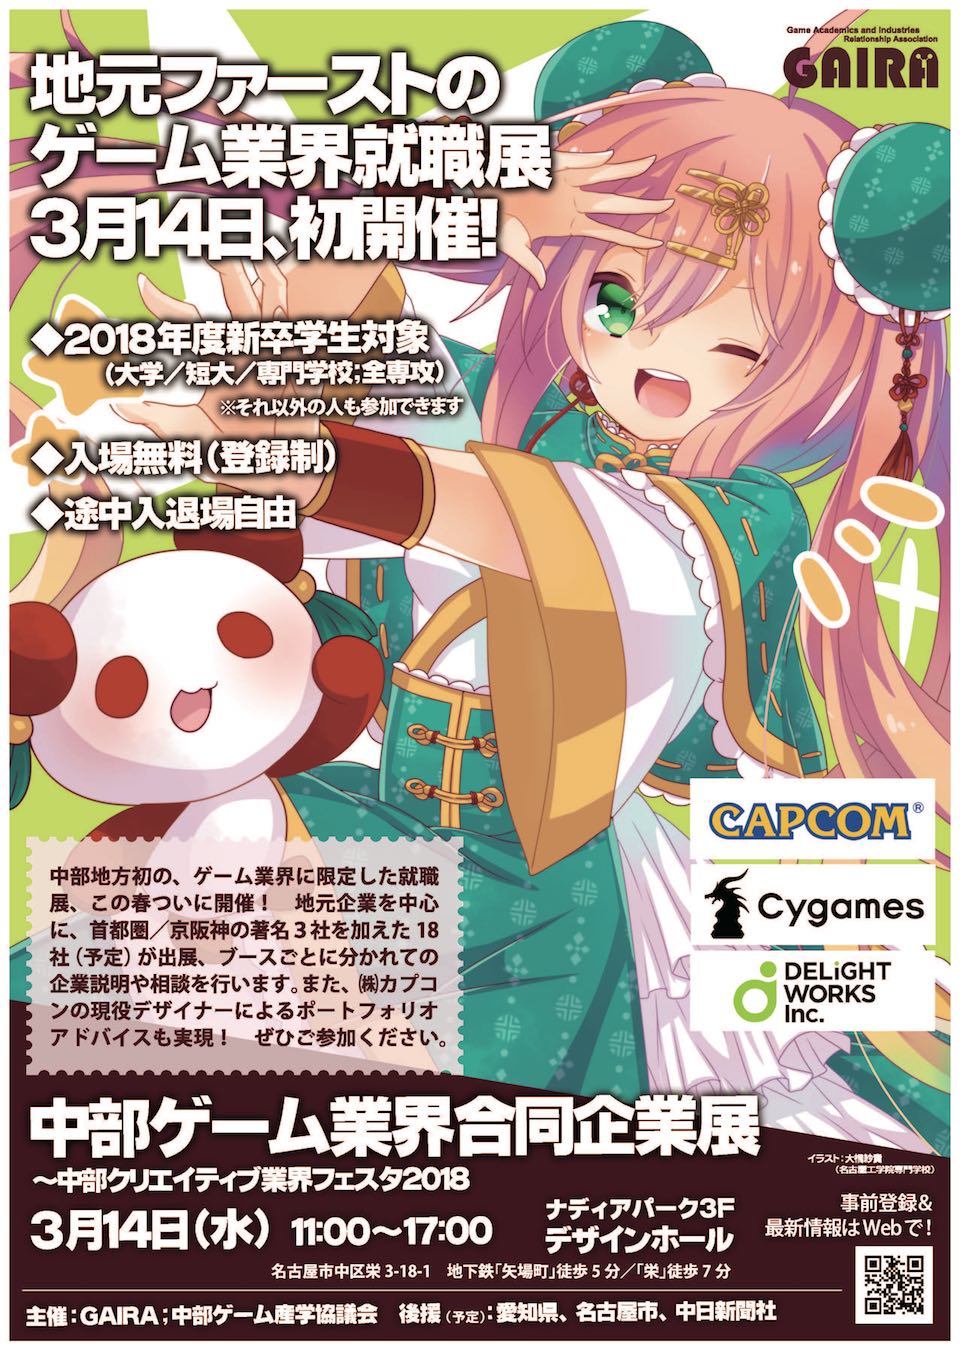 Game Academics and Industries
Relationship Association
GAIRA
地元ファーストの
ゲーム業界就職展
3月14日、初開催!
◆2018年度新卒学生対象
(大学／短大／専門学校;全専攻)
※それ以外の人も参加できます
◆入場無料(登録制)
◆途中入退場自由
CAPCOM®
Cygames
DELiGHT
WORKS
Inc.
中部地方初の、ゲーム業界に限定した就職
展、この春ついに開催！　地元企業を中心
に、首都圏／京阪神の著名3社を加えた18
社(予定)が出展、ブースごとに分かれての
企業説明や相談を行います。また、㈱カプコ
ンの現役デザイナーによるポートフォリオ
アドバイスも実現！　ぜひご参加ください。
中部ゲーム業界合同企業展
～中部クリエイティブ業界フェスタ2018
イラスト:大橋紗貴
(名古屋工学院専門学校)
3月14日(水) 11:00～17:00
ナディアパーク3F
デザインホール
事前登録&
最新情報はWebで!
名古屋市中区栄3-18-1　地下鉄「矢場町」徒歩5分／「栄」徒歩7分
主催:GAIRA;中部ゲーム産学協議会　後援(予定):愛知県、名古屋市、中日新聞社